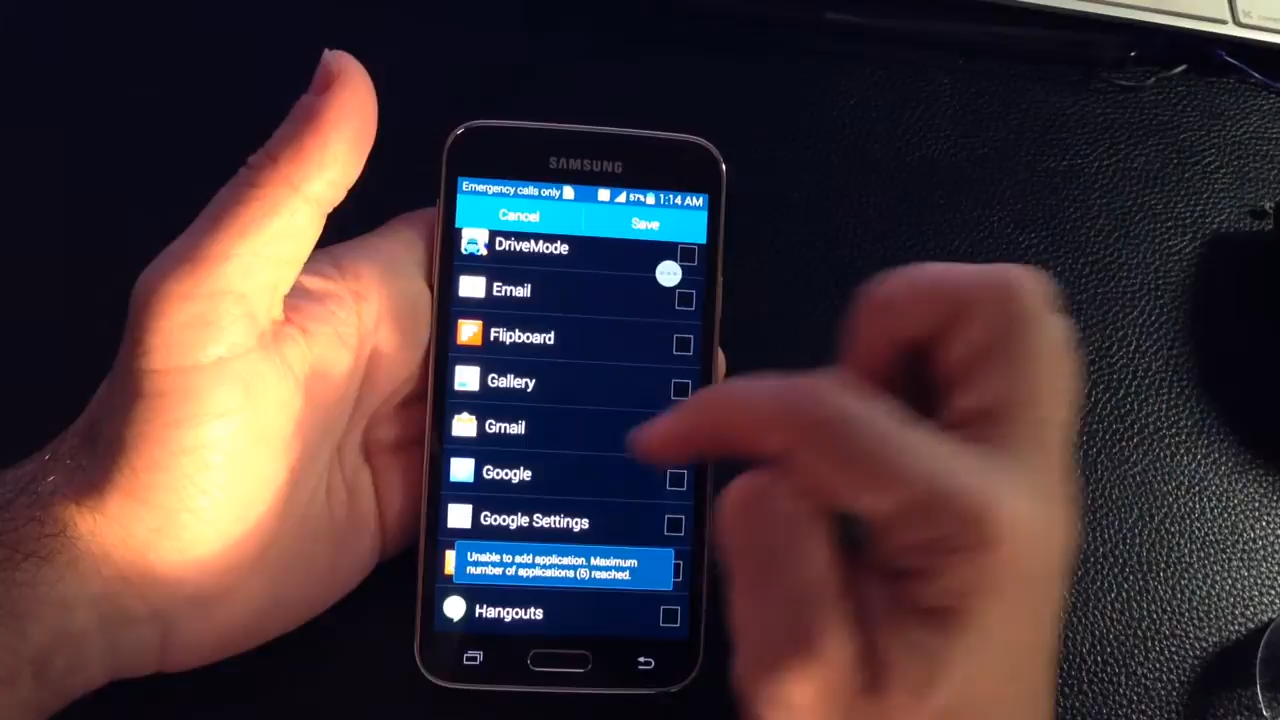 SAMSUNG
Emergency calls only 57% 1:14 AM
Cancel Save
DriveMode
Email
Flipboard
Gallery
Gmail
Google
Google Settings
Unable to add application. Maximum
number of applications (5) reached.
Hangouts